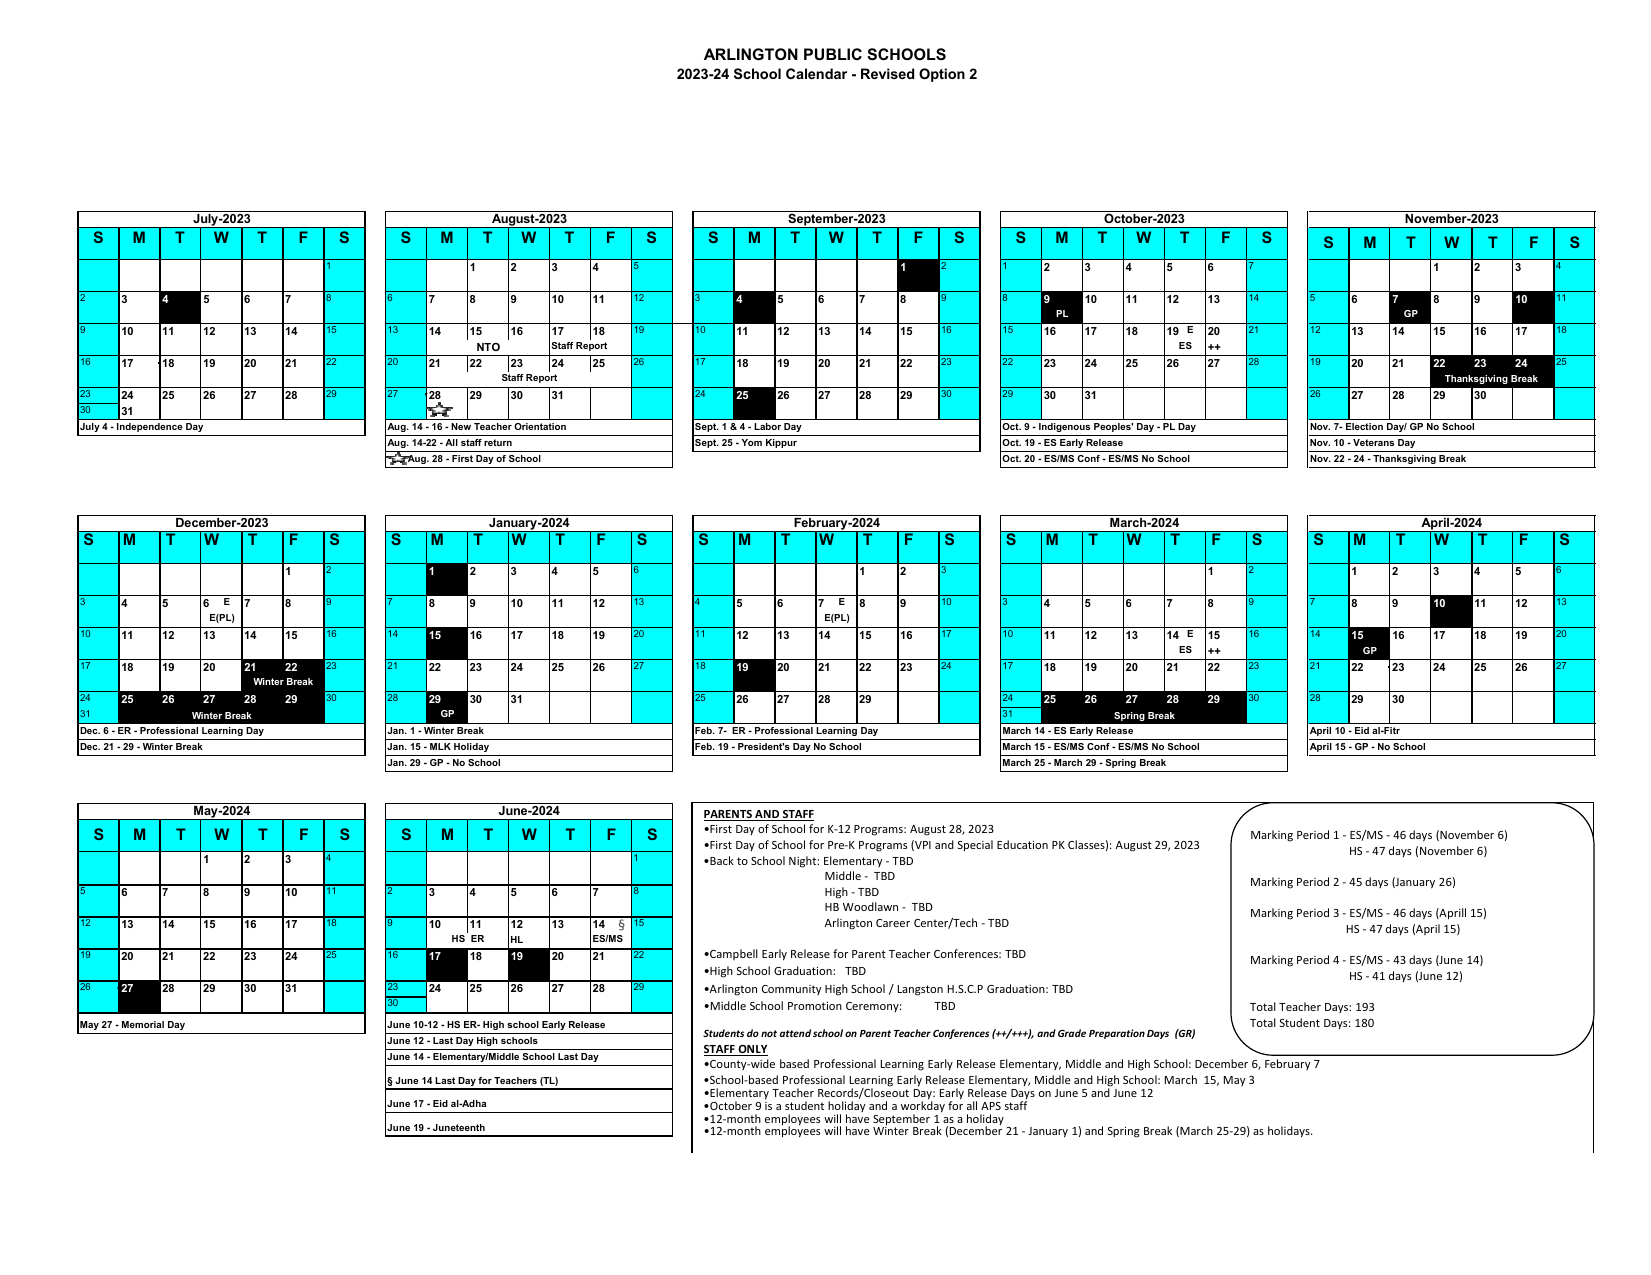 ARLINGTON PUBLIC SCHOOLS
2023-24 School Calendar - Revised Option 2
July-2023
S M T W T F S
1
2 3 4 5 6 7 8
9 10 11 12 13 14 15
16 17 18 19 20 21 22
23 24 25 26 27 28 29
30 31
July 4 - Independence Day
August-2023
S M T W T F S
1 2 3 4 5
6 7 8 9 10 11 12
13 14 15 16 17 18 19
NTO Staff Report
20 21 22 23 24 25 26
Staff Report
27 28 29 30 31
Aug. 14 - 16 - New Teacher Orientation
Aug. 14-22 - All staff return
Aug. 28 - First Day of School
September-2023
S M T W T F S
1 2
3 4 5 6 7 8 9
10 11 12 13 14 15 16
17 18 19 20 21 22 23
24 25 26 27 28 29 30
Sept. 1 & 4 - Labor Day
Sept. 25 - Yom Kippur
October-2023
S M T W T F S
1 2 3 4 5 6 7
8 9 10 11 12 13 14
PL
15 16 17 18 19 E 20 21
ES ++
22 23 24 25 26 27 28
29 30 31
Oct. 9 - Indigenous Peoples' Day - PL Day
Oct. 19 - ES Early Release
Oct. 20 - ES/MS Conf - ES/MS No School
November-2023
S M T W T F S
1 2 3 4
5 6 7 8 9 10 11
GP
12 13 14 15 16 17 18
19 20 21 22 23 24 25
Thanksgiving Break
26 27 28 29 30
Nov. 7- Election Day/ GP No School
Nov. 10 - Veterans Day
Nov. 22 - 24 - Thanksgiving Break
December-2023
S M T W T F S
1 2
3 4 5 6 E 7 8 9
E(PL)
10 11 12 13 14 15 16
17 18 19 20 21 22 23
Winter Break
24 25 26 27 28 29 30
31 Winter Break
Dec. 6 - ER - Professional Learning Day
Dec. 21 - 29 - Winter Break
January-2024
S M T W T F S
1 2 3 4 5 6
7 8 9 10 11 12 13
14 15 16 17 18 19 20
21 22 23 24 25 26 27
28 29 30 31
GP
Jan. 1 - Winter Break
Jan. 15 - MLK Holiday
Jan. 29 - GP - No School
February-2024
S M T W T F S
1 2 3
4 5 6 7 E 8 9 10
E(PL)
11 12 13 14 15 16 17
18 19 20 21 22 23 24
25 26 27 28 29
Feb. 7- ER - Professional Learning Day
Feb. 19 - President's Day No School
March-2024
S M T W T F S
1 2
3 4 5 6 7 8 9
10 11 12 13 14 E 15 16
ES ++
17 18 19 20 21 22 23
24 25 26 27 28 29 30
31 Spring Break
March 14 - ES Early Release
March 15 - ES/MS Conf - ES/MS No School
March 25 - March 29 - Spring Break
April-2024
S M T W T F S
1 2 3 4 5 6
7 8 9 10 11 12 13
14 15 16 17 18 19 20
GP
21 22 23 24 25 26 27
28 29 30
April 10 - Eid al-Fitr
April 15 - GP - No School
May-2024
S M T W T F S
1 2 3 4
5 6 7 8 9 10 11
12 13 14 15 16 17 18
19 20 21 22 23 24 25
26 27 28 29 30 31
May 27 - Memorial Day
June-2024
S M T W T F S
1
2 3 4 5 6 7 8
9 10 11 12 13 14 § 15
HS ER HL ES/MS
16 17 18 19 20 21 22
23 24 25 26 27 28 29
30
June 10-12 - HS ER- High school Early Release
June 12 - Last Day High schools
June 14 - Elementary/Middle School Last Day
§ June 14 Last Day for Teachers (TL)
June 17 - Eid al-Adha
June 19 - Juneteenth
PARENTS AND STAFF
•First Day of School for K-12 Programs: August 28, 2023
•First Day of School for Pre-K Programs (VPI and Special Education PK Classes): August 29, 2023
•Back to School Night: Elementary - TBD
Middle - TBD
High - TBD
HB Woodlawn - TBD
Arlington Career Center/Tech - TBD
•Campbell Early Release for Parent Teacher Conferences: TBD
•High School Graduation: TBD
•Arlington Community High School / Langston H.S.C.P Graduation: TBD
•Middle School Promotion Ceremony: TBD
Students do not attend school on Parent Teacher Conferences (++/+++), and Grade Preparation Days (GR)
STAFF ONLY
•County-wide based Professional Learning Early Release Elementary, Middle and High School: December 6, February 7
•School-based Professional Learning Early Release Elementary, Middle and High School: March 15, May 3
•Elementary Teacher Records/Closeout Day: Early Release Days on June 5 and June 12
•October 9 is a student holiday and a workday for all APS staff
•12-month employees will have September 1 as a holiday
•12-month employees will have Winter Break (December 21 - January 1) and Spring Break (March 25-29) as holidays.
Marking Period 1 - ES/MS - 46 days (November 6)
HS - 47 days (November 6)
Marking Period 2 - 45 days (January 26)
Marking Period 3 - ES/MS - 46 days (Aprill 15)
HS - 47 days (April 15)
Marking Period 4 - ES/MS - 43 days (June 14)
HS - 41 days (June 12)
Total Teacher Days: 193
Total Student Days: 180